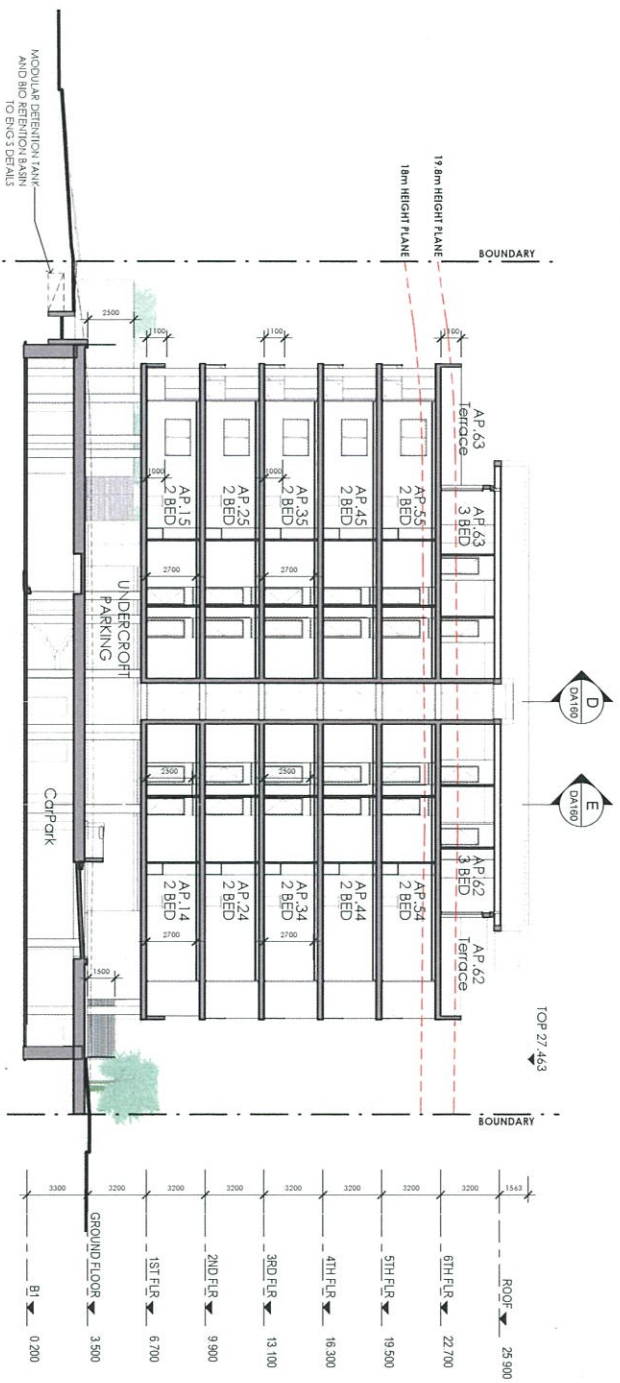 MODULAR DETENTION TANK
AND BIO RETENTION BASIN
TO ENG'S DETAILS
19.8m HEIGHT PLANE
18m HEIGHT PLANE
BOUNDARY
2500
1100
1100
1100
AP.63
Terrace
AP.63
3 BED
AP.55
2 BED
AP.45
2 BED
AP.35
2 BED
AP.25
2 BED
AP.15
2 BED
1000
1000
2700
2700
UNDERCROFT
PARKING
D
DA160
E
DA160
2500
2500
CarPark
AP.62
3 BED
AP.54
2 BED
AP.44
2 BED
AP.34
2 BED
AP.24
2 BED
AP.14
2 BED
2700
2700
AP.62
Terrace
1500
TOP 27.463
BOUNDARY
1563
3200
3200
3200
3200
3200
3200
3200
3300
ROOF 25 900
6TH FLR 22 700
5TH FLR 19 500
4TH FLR 16 300
3RD FLR 13 100
2ND FLR 9 900
1ST FLR 6 700
GROUND FLOOR 3 500
B1 0 200